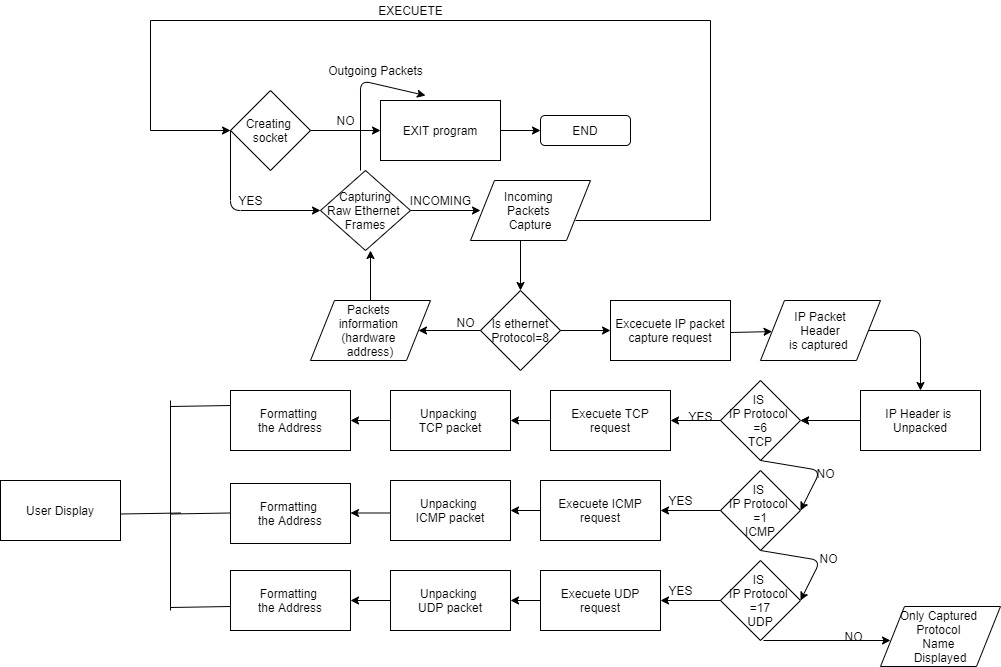 EXECUETE
Outgoing Packets
Creating
socket
NO
EXIT program
END
YES
Capturing
Raw Ethernet
Frames
INCOMING
Incoming
Packets
Capture
Packets
information
(hardware
address)
NO
Is ethernet
Protocol=8
Excecuete IP packet
capture request
IP Packet
Header
is captured
Formatting
the Address
Unpacking
TCP packet
Execuete TCP
request
YES
IS
IP Protocol
=6
TCP
IP Header is
Unpacked
NO
User Display
Formatting
the Address
Unpacking
ICMP packet
Execuete ICMP
request
YES
IS
IP Protocol
=1
ICMP
NO
Formatting
the Address
Unpacking
UDP packet
Execuete UDP
request
YES
IS
IP Protocol
=17
UDP
NO
Only Captured
Protocol
Name
Displayed